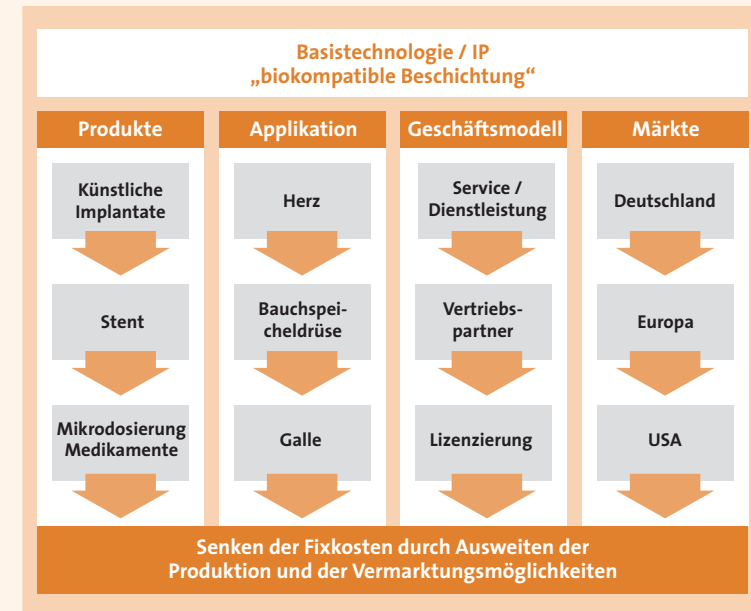 Basistechnologie / IP
„biokompatible Beschichtung“
Produkte
Künstliche
Implantate
Stent
Mikrodosierung
Medikamente
Applikation
Herz
Bauchspei-
cheldrüse
Galle
Geschäftsmodell
Service /
Dienstleistung
Vertriebs-
partner
Lizenzierung
Märkte
Deutschland
Europa
USA
Senken der Fixkosten durch Ausweiten der
Produktion und der Vermarktungsmöglichkeiten